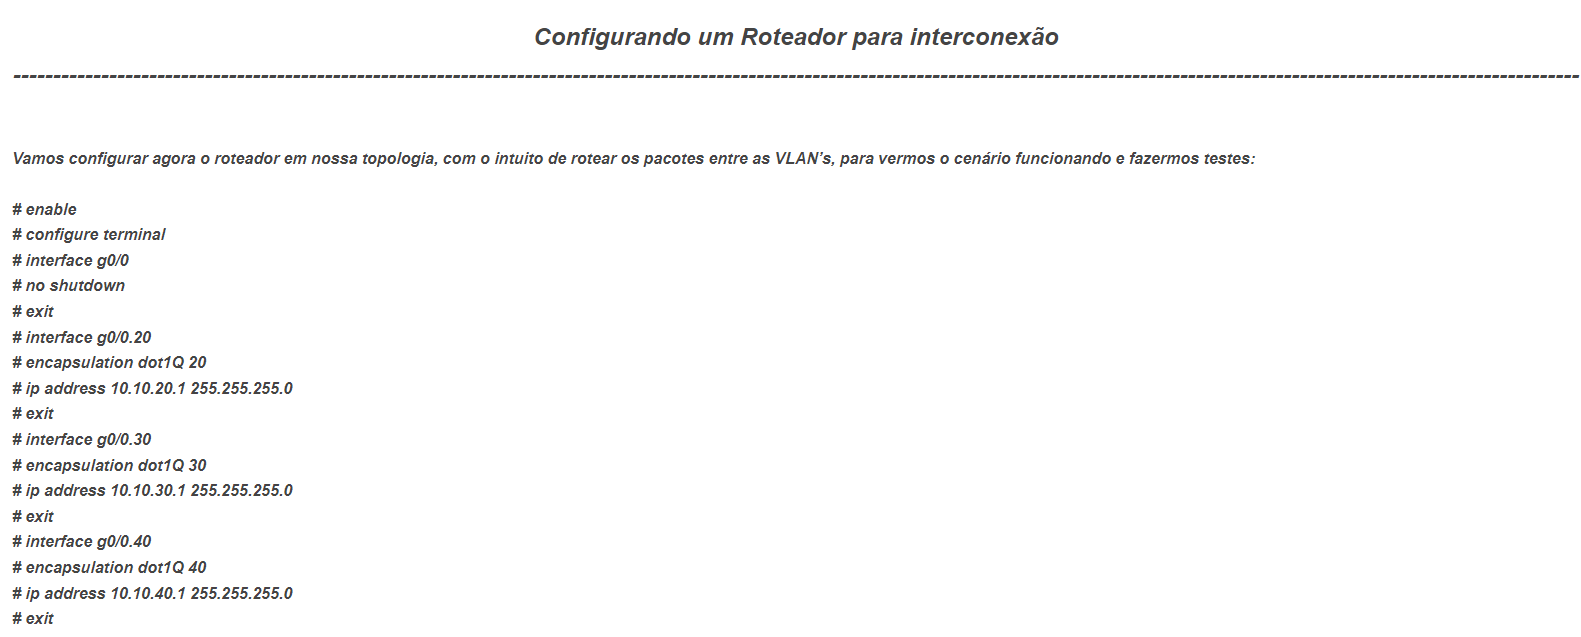 Configurando um Roteador para interconexão
Vamos configurar agora o roteador em nossa topologia, com o intuito de rotear os pacotes entre as VLAN’s, para vermos o cenário funcionando e fazermos testes:
# enable
# configure terminal
# interface g0/0
# no shutdown
# exit
# interface g0/0.20
# encapsulation dot1Q 20
# ip address 10.10.20.1 255.255.255.0
# exit
# interface g0/0.30
# encapsulation dot1Q 30
# ip address 10.10.30.1 255.255.255.0
# exit
# interface g0/0.40
# encapsulation dot1Q 40
# ip address 10.10.40.1 255.255.255.0
# exit